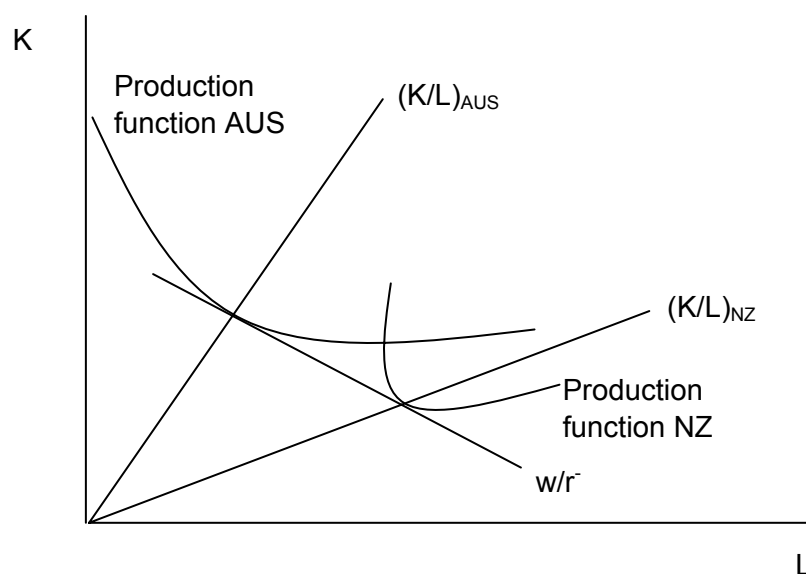 K
Production
function AUS
(K/L)AUS
(K/L)NZ
Production
function NZ
w/r-
L